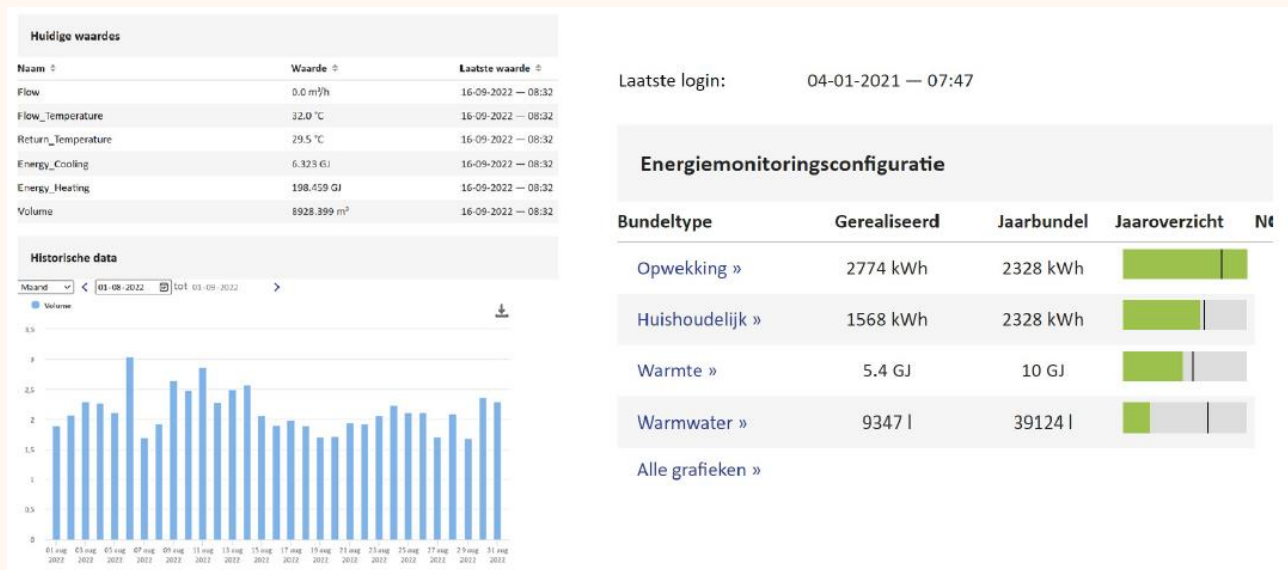 Huidige waardes
Naam Waarde Laatste waarde
Flow 0.0 m³/h 16-09-2022 — 08:32
Flow_Temperature 32.0 °C 16-09-2022 — 08:32
Return_Temperature 29.5 °C 16-09-2022 — 08:32
Energy_Cooling 6.323 GJ 16-09-2022 — 08:32
Energy_Heating 198.459 GJ 16-09-2022 — 08:32
Volume 8928.399 m³ 16-09-2022 — 08:32
Historische data
Maand 01-08-2022 tot 01-09-2022
Volume
3,5
3
2,5
2
1,5
1
0,5
0
01 aug 2022 03 aug 2022 05 aug 2022 07 aug 2022 09 aug 2022 11 aug 2022 13 aug 2022 15 aug 2022 17 aug 2022 19 aug 2022 21 aug 2022 23 aug 2022 25 aug 2022 27 aug 2022 29 aug 2022 31 aug 2022
Laatste login: 04-01-2021 — 07:47
Energiemonitoringsconfiguratie
Bundeltype Gerealiseerd Jaarbundel Jaaroverzicht
Opwekking » 2774 kWh 2328 kWh
Huishoudelijk » 1568 kWh 2328 kWh
Warmte » 5.4 GJ 10 GJ
Warmwater » 9347 l 39124 l
Alle grafieken »